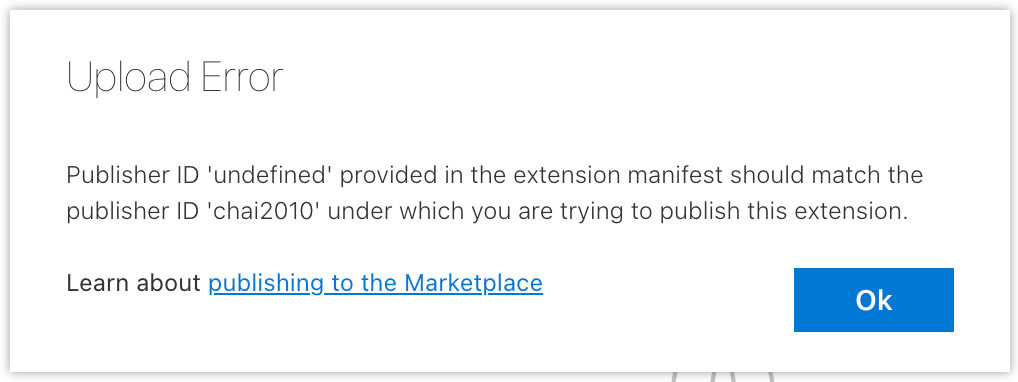 Upload Error
Publisher ID 'undefined' provided in the extension manifest should match the
publisher ID 'chai2010' under which you are trying to publish this extension.
Learn about publishing to the Marketplace
Ok